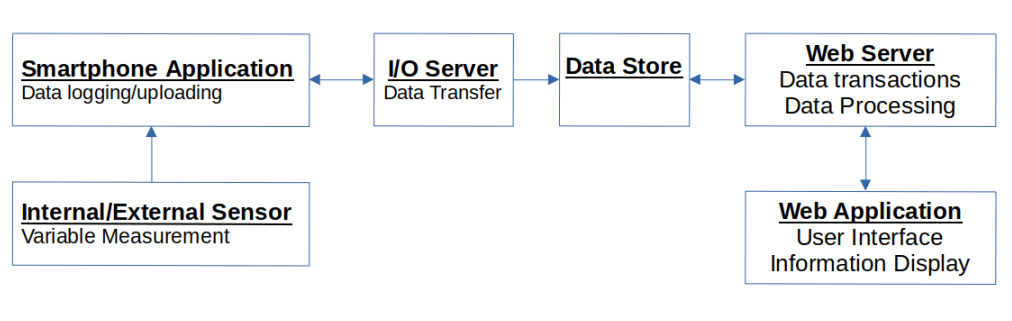 Smartphone Application
Data logging/uploading
I/O Server
Data Transfer
Data Store
Web Server
Data transactions
Data Processing
Internal/External Sensor
Variable Measurement
Web Application
User Interface
Information Display